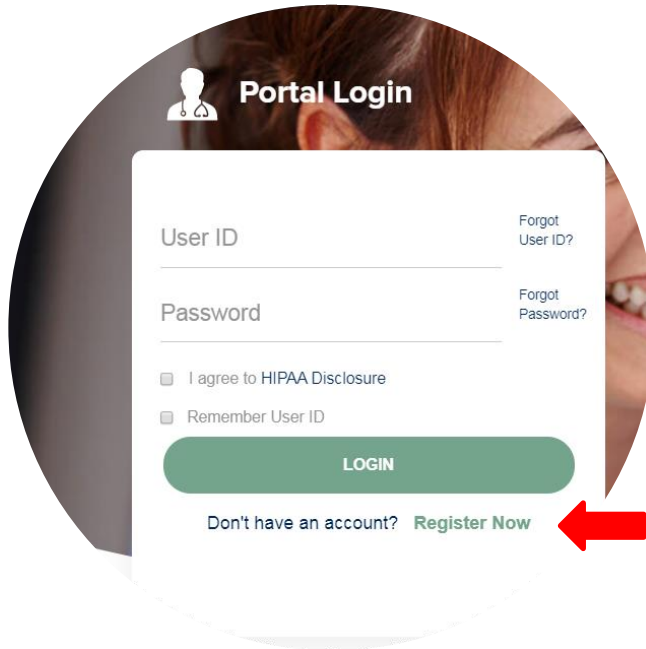 Portal Login
User ID
Forgot
User ID?
Password
Forgot
Password?
I agree to HIPAA Disclosure
Remember User ID
LOGIN
Don't have an account? Register Now